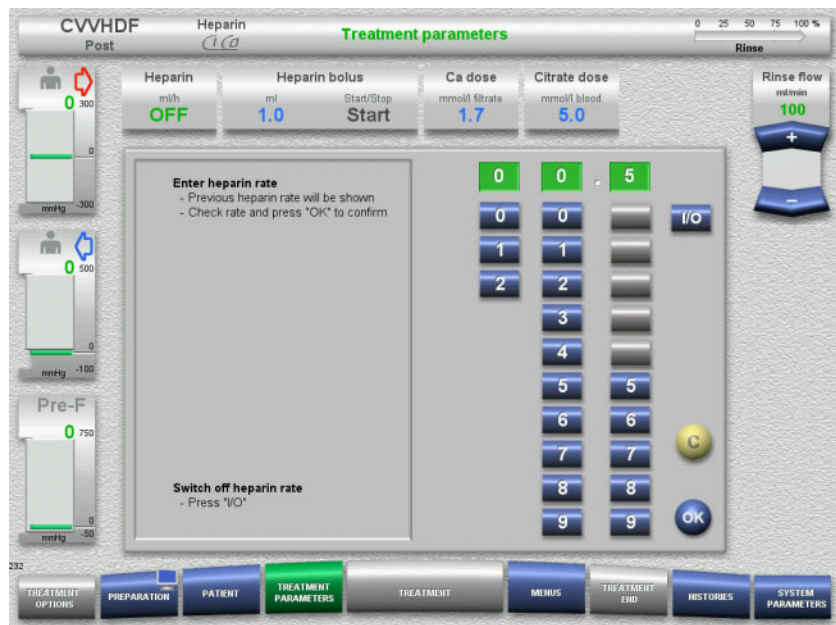 CVVHDF
Post
Heparin
Ci Ca
Treatment parameters
0 25 50 75 100 %
Rinse
Heparin
ml/h
OFF
Heparin bolus
ml
1.0
Start/Stop
Start
Ca dose
mmol/l filtrate
1.7
Citrate dose
mmol/l blood
5.0
Rinse flow
ml/min
100
+
–
0 300
0
mmHg -300
0 500
0
mmHg -100
Pre-F
0 750
0
mmHg -50
Enter heparin rate
- Previous heparin rate will be shown
- Check rate and press "OK" to confirm
Switch off heparin rate
- Press "I/O"
0 0 . 5
0 0 I/O
1 1
2 2
3
4
5 5
6 6
7 7
C
8 8
9 9
OK
232
TREATMENT
OPTIONS
PREPARATION
PATIENT
TREATMENT
PARAMETERS
TREATMENT
MENUS
TREATMENT
END
HISTORIES
SYSTEM
PARAMETERS